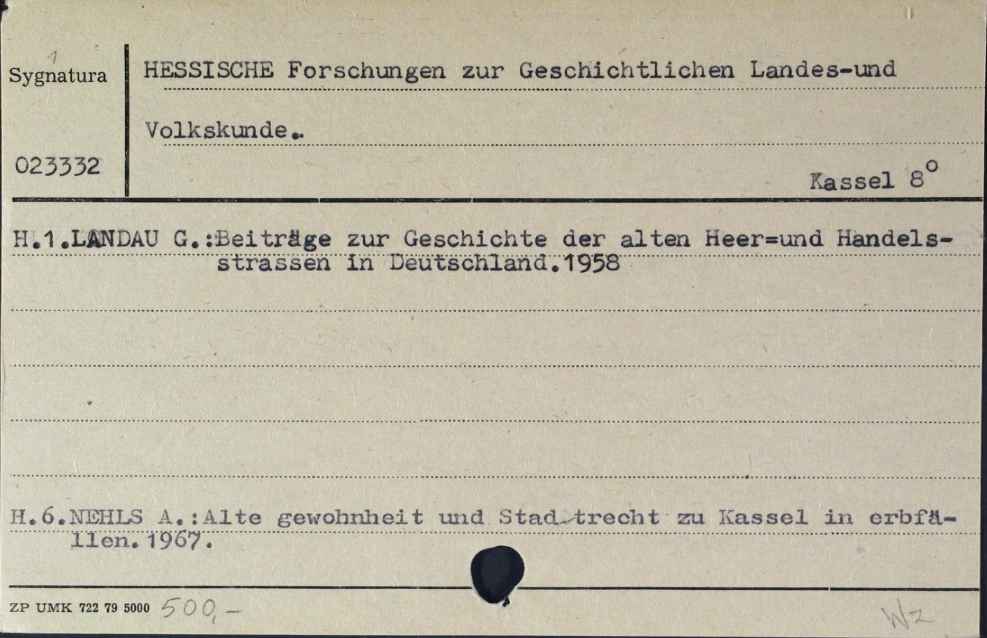 1
Sygnatura
HESSISCHE Forschungen zur Geschichtlichen Landes-und
Volkskunde.
023332
Kassel 8°
H.1.LANDAU G.:Beiträge zur Geschichte der alten Heer=und Handels-
strassen in Deutschland.1958
H.6.NEHLS A.:Alte gewohnheit und Stadtrecht zu Kassel in erbfä-
llen.1967.
ZP UMK 722 79 5000 500,-
Wz